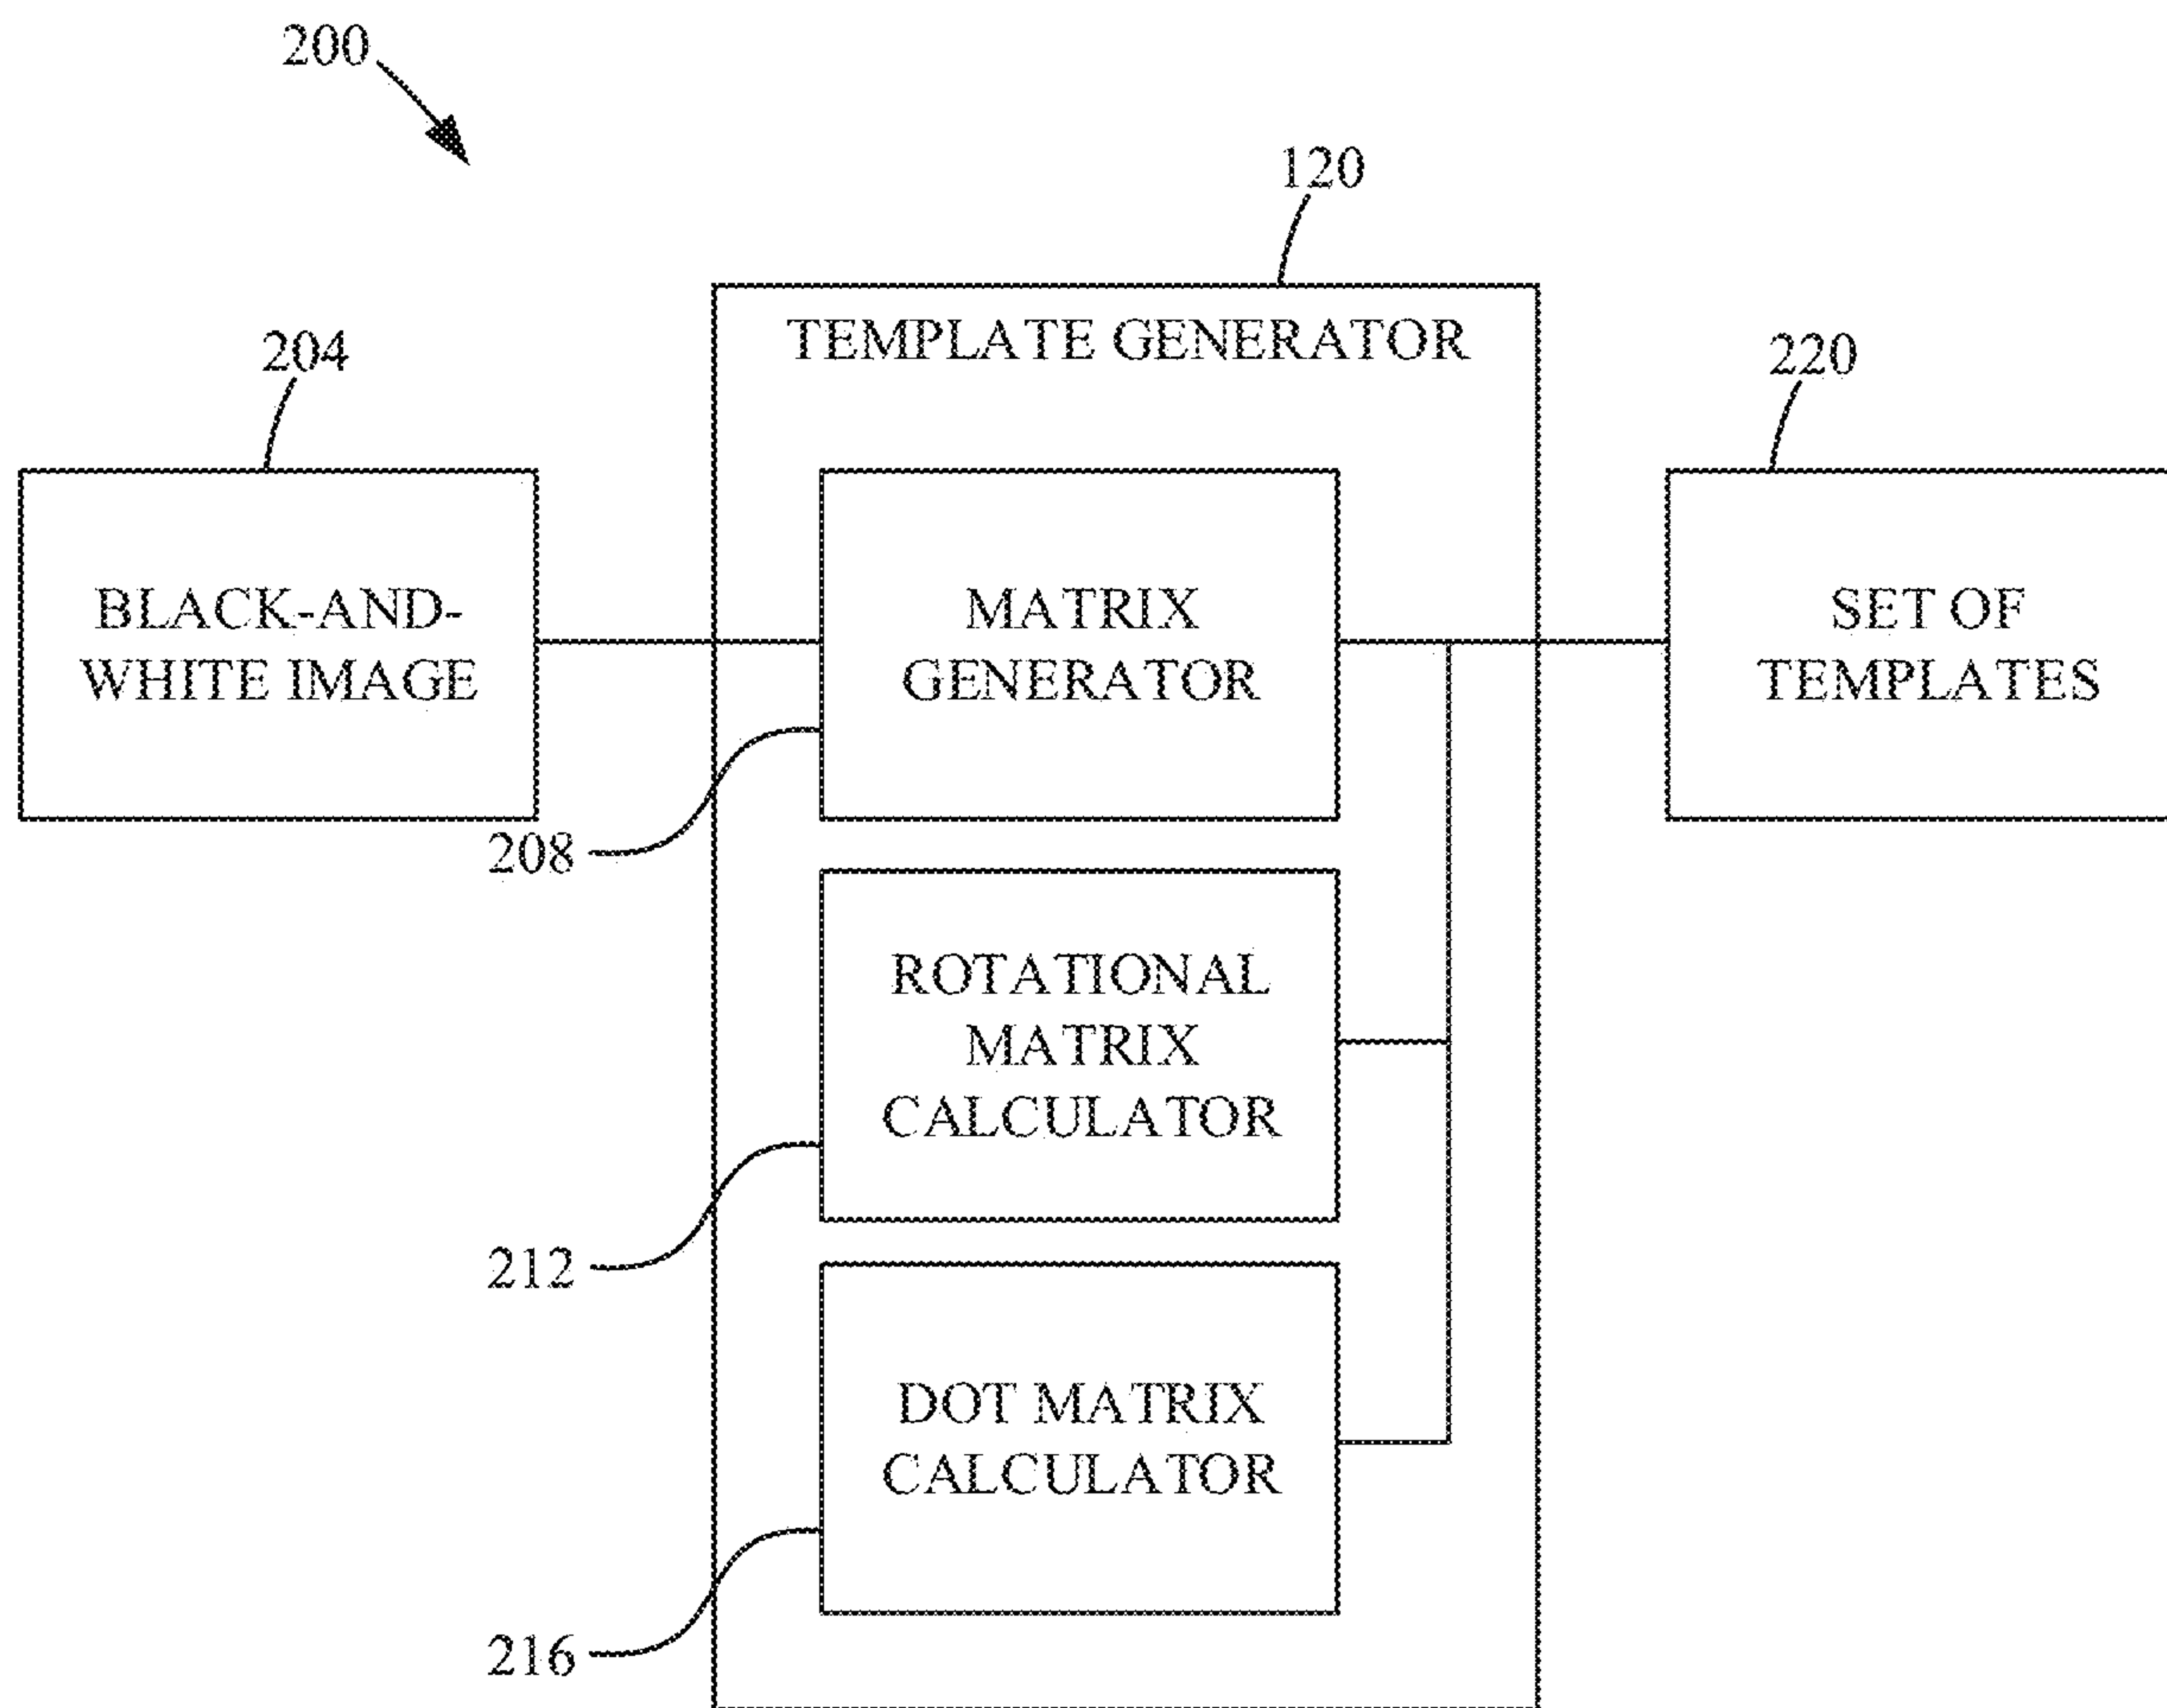 200
120
TEMPLATE GENERATOR
204
220
BLACK-AND-
WHITE IMAGE
MATRIX
GENERATOR
SET OF
TEMPLATES
208
ROTATIONAL
MATRIX
CALCULATOR
212
DOT MATRIX
CALCULATOR
216